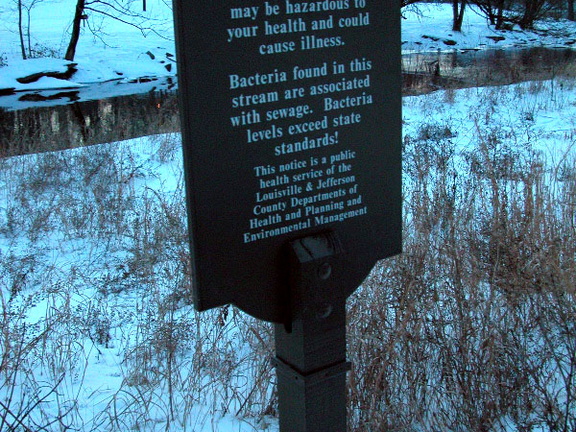 may be hazardous to
your health and could
cause illness.
Bacteria found in this
stream are associated
with sewage. Bacteria
levels exceed state
standards!
This notice is a public
health service of the
Louisville & Jefferson
County Departments of
Health and Planning and
Environmental Management